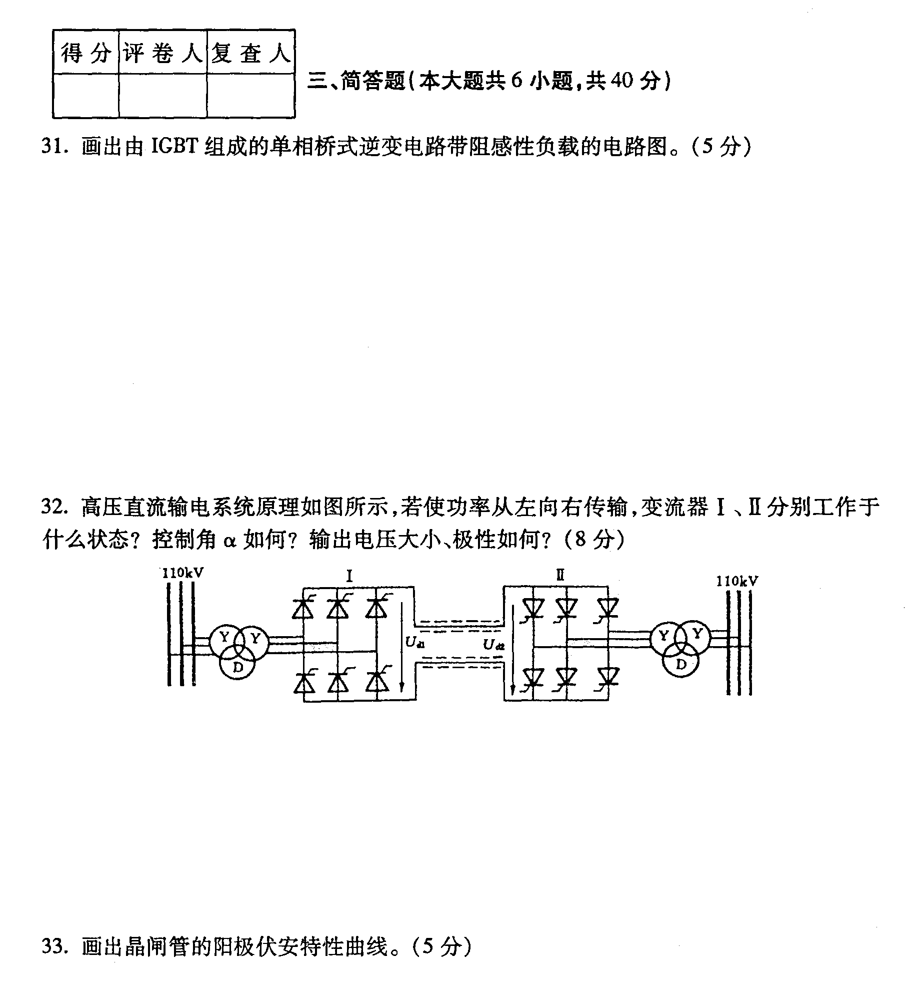 得分 评卷人 复查人
三、简答题(本大题共6小题,共40分)
31. 画出由IGBT组成的单相桥式逆变电路带阻感性负载的电路图。(5分)
32. 高压直流输电系统原理如图所示,若使功率从左向右传输,变流器Ⅰ、Ⅱ分别工作于
什么状态? 控制角α如何? 输出电压大小、极性如何? (8分)
110kV Ⅰ Ⅱ 110kV
Y Y D Ud1 Ud2 Y Y D
33. 画出晶闸管的阳极伏安特性曲线。(5分)